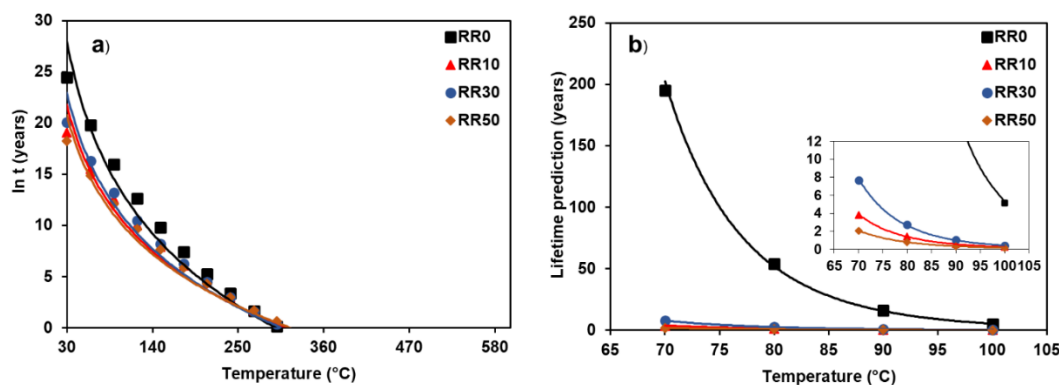 a)
RR0
RR10
RR30
RR50
ln t (years)
30
25
20
15
10
5
0
30 140 250 360 470 580
Temperature (°C)
b)
RR0
RR10
RR30
RR50
Lifetime prediction (years)
250
200
150
100
50
0
12
10
8
6
4
2
0
65 70 75 80 85 90 95 100 105
65 70 75 80 85 90 95 100 105
Temperature (°C)